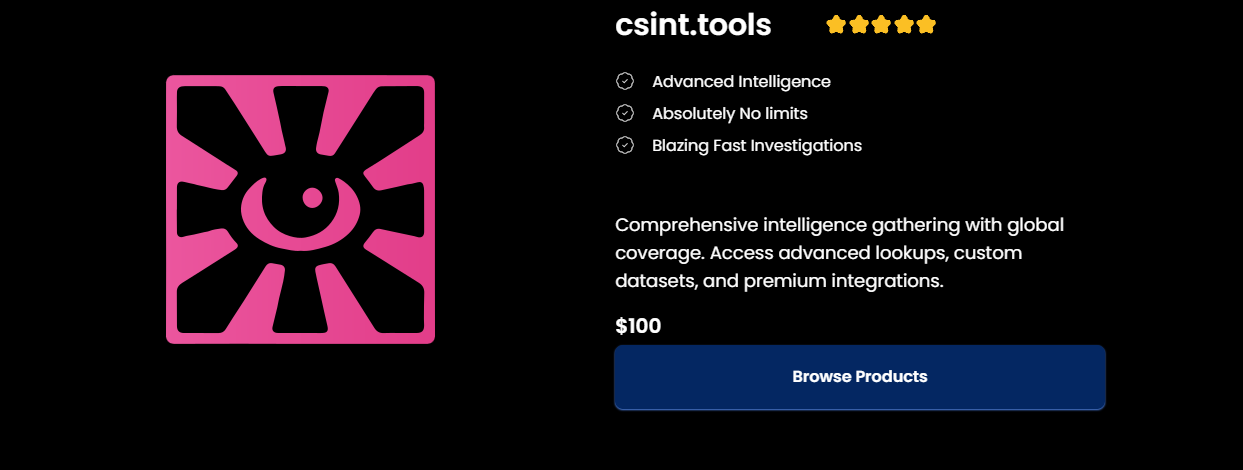 csint.tools
Advanced Intelligence
Absolutely No limits
Blazing Fast Investigations
Comprehensive intelligence gathering with global
coverage. Access advanced lookups, custom
datasets, and premium integrations.
$100
Browse Products